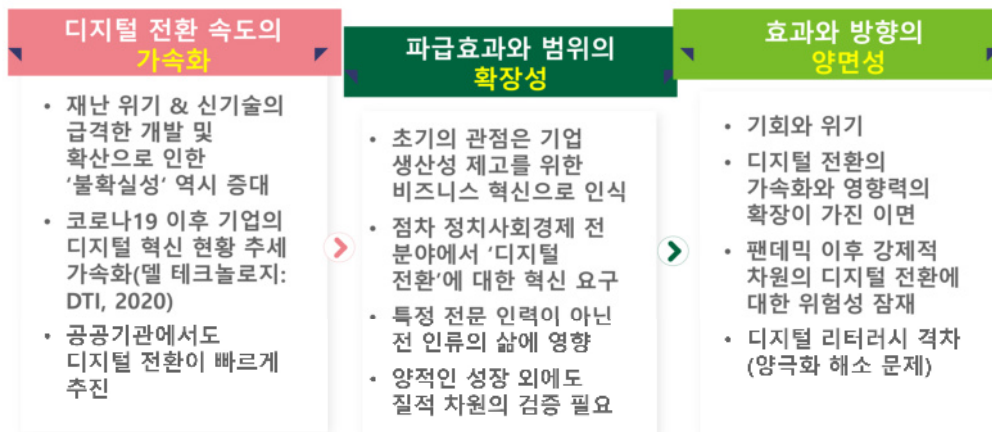 디지털 전환 속도의
가속화
• 재난 위기 & 신기술의
급격한 개발 및
확산으로 인한
‘불확실성’ 역시 증대
• 코로나19 이후 기업의
디지털 혁신 현황 추세
가속화(델 테크놀로지:
DTI, 2020)
• 공공기관에서도
디지털 전환이 빠르게
추진
파급효과와 범위의
확장성
• 초기의 관점은 기업
생산성 제고를 위한
비즈니스 혁신으로 인식
• 점차 정치사회경제 전
분야에서 ‘디지털
전환’에 대한 혁신 요구
• 특정 전문 인력이 아닌
전 인류의 삶에 영향
• 양적인 성장 외에도
질적 차원의 검증 필요
효과와 방향의
양면성
• 기회와 위기
• 디지털 전환의
가속화와 영향력의
확장이 가진 이면
• 팬데믹 이후 강제적
차원의 디지털 전환에
대한 위험성 잠재
• 디지털 리터러시 격차
(양극화 해소 문제)